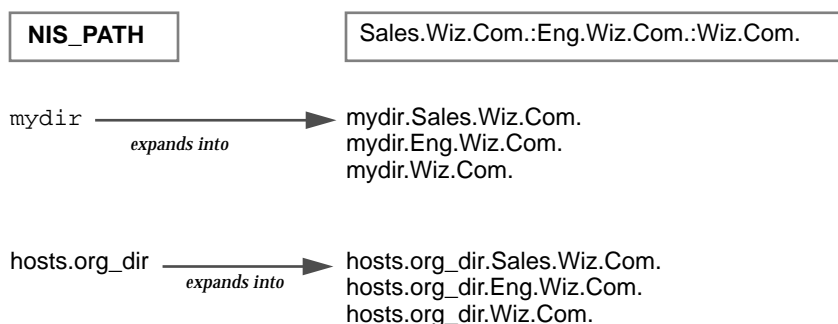 NIS_PATH Sales.Wiz.Com.:Eng.Wiz.Com.:Wiz.Com.
mydir expands into mydir.Sales.Wiz.Com.
mydir.Eng.Wiz.Com.
mydir.Wiz.Com.
hosts.org_dir expands into hosts.org_dir.Sales.Wiz.Com.
hosts.org_dir.Eng.Wiz.Com.
hosts.org_dir.Wiz.Com.